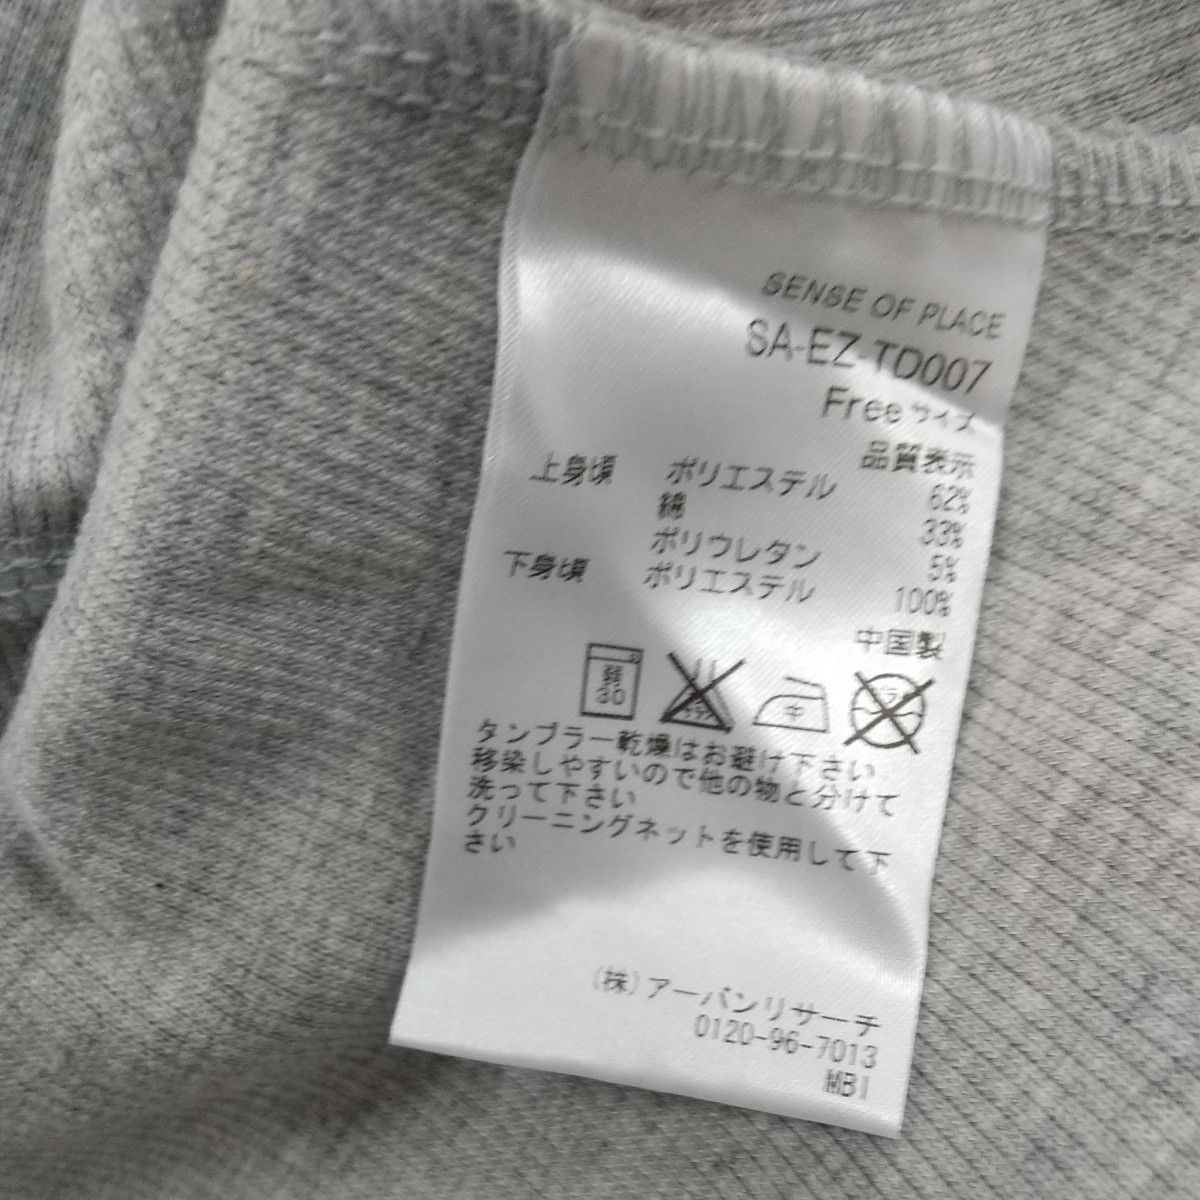 SENSE OF PLACE
SA-EZ-TD007
Freeサイズ
品質表示
上身頃 ポリエステル 62%
綿 33%
ポリウレタン 5%
下身頃 ポリエステル 100%
中国製
弱 30
中
タンブラー乾燥はお避け下さい
移染しやすいので他の物と分けて
洗って下さい
クリーニングネットを使用して下
さい
(株)アーバンリサーチ
0120-96-7013
MBI